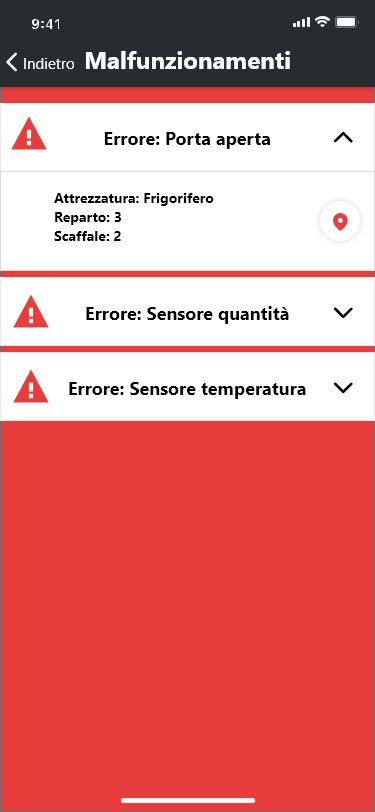 9:41
Indietro Malfunzionamenti
Errore: Porta aperta
Attrezzatura: Frigorifero
Reparto: 3
Scaffale: 2
Errore: Sensore quantità
Errore: Sensore temperatura